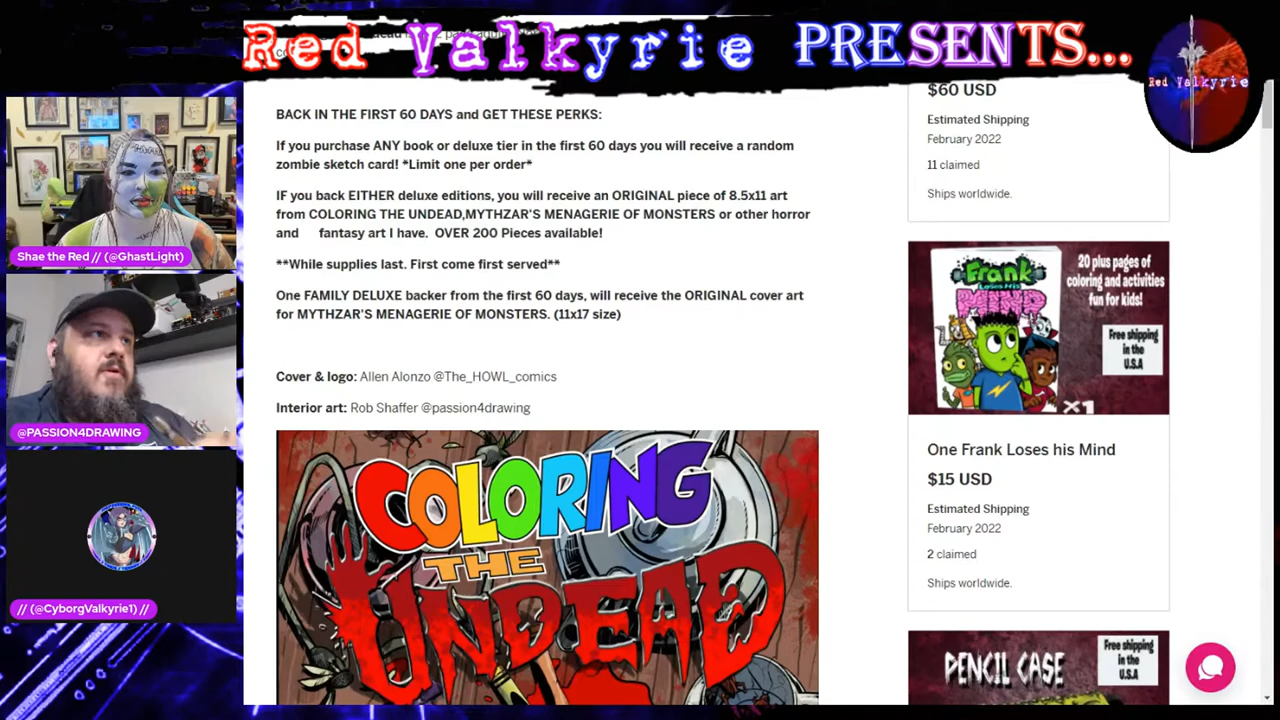 Red Valkyrie PRESENTS...
Red Valkyrie
BACK IN THE FIRST 60 DAYS and GET THESE PERKS:
If you purchase ANY book or deluxe tier in the first 60 days you will receive a random
zombie sketch card! *Limit one per order*
IF you back EITHER deluxe editions, you will receive an ORIGINAL piece of 8.5x11 art
from COLORING THE UNDEAD,MYTHZAR'S MENAGERIE OF MONSTERS or other horror
and fantasy art I have. OVER 200 Pieces available!
**While supplies last. First come first served**
One FAMILY DELUXE backer from the first 60 days, will receive the ORIGINAL cover art
for MYTHZAR'S MENAGERIE OF MONSTERS. (11x17 size)
Cover & logo: Allen Alonzo @The_HOWL_comics
Interior art: Rob Shaffer @passion4drawing
COLORING
THE
UNDEAD
$60 USD
Estimated Shipping
February 2022
11 claimed
Ships worldwide.
Frank
Loses His
MIND
20 plus pages of
coloring and activities
fun for kids!
Free shipping
in the
U.S.A
x1
One Frank Loses his Mind
$15 USD
Estimated Shipping
February 2022
2 claimed
Ships worldwide.
PENCIL CASE
Free shipping
in the
U.S.A
Shae the Red // (@GhastLight)
@PASSION4DRAWING
// (@CyborgValkyrie1) //